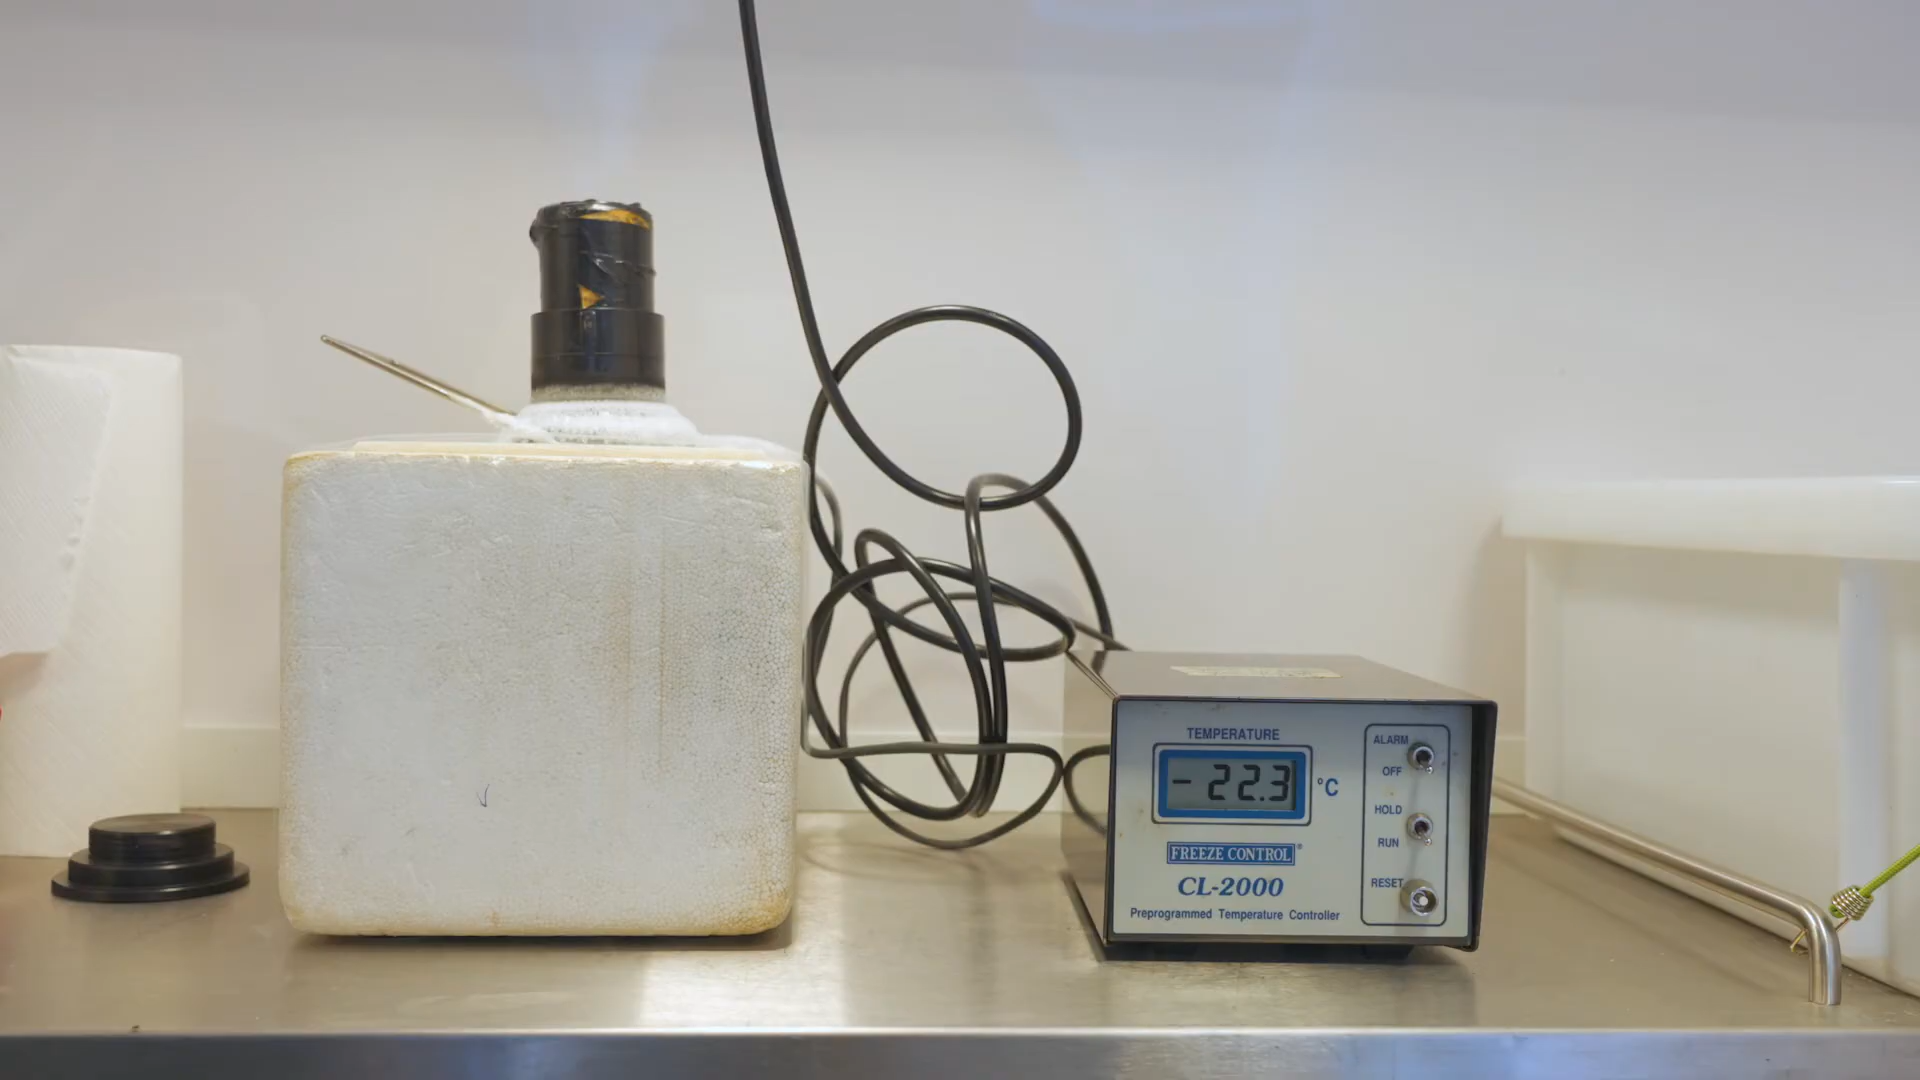 TEMPERATURE
- 22.3 °C
FREEZE CONTROL®
CL-2000
Preprogrammed Temperature Controller
ALARM
OFF
HOLD
RUN
RESET